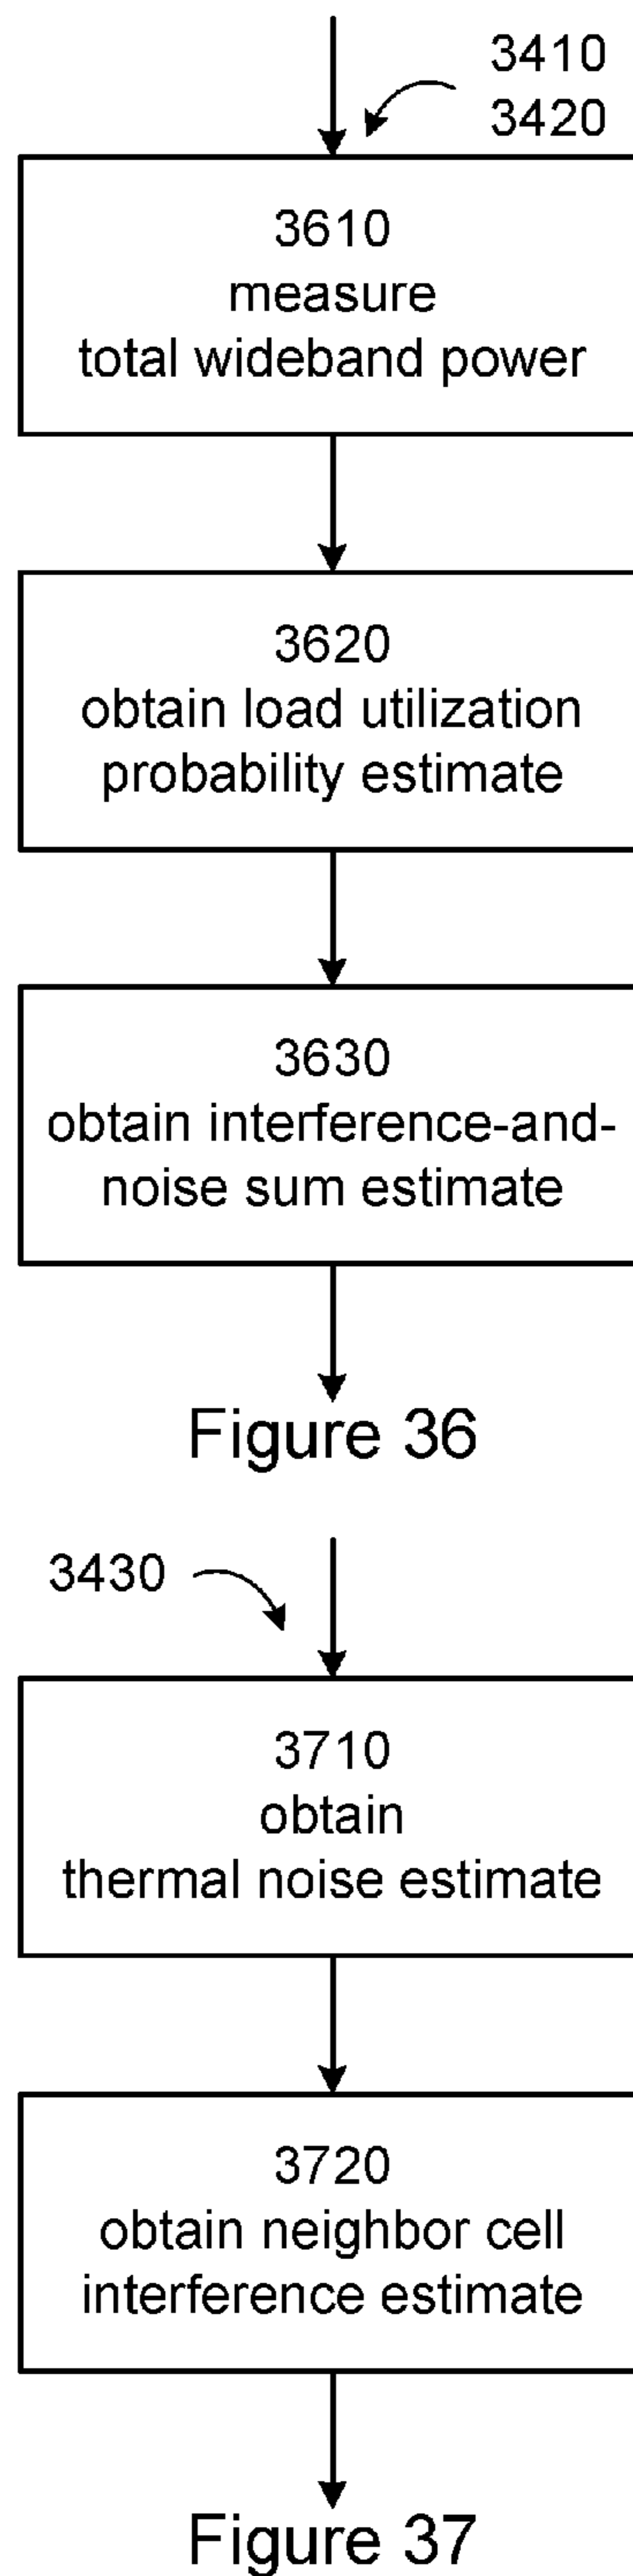 3410
3420
3610
measure
total wideband power
3620
obtain load utilization
probability estimate
3630
obtain interference-and-
noise sum estimate
Figure 36
3430
3710
obtain
thermal noise estimate
3720
obtain neighbor cell
interference estimate
Figure 37